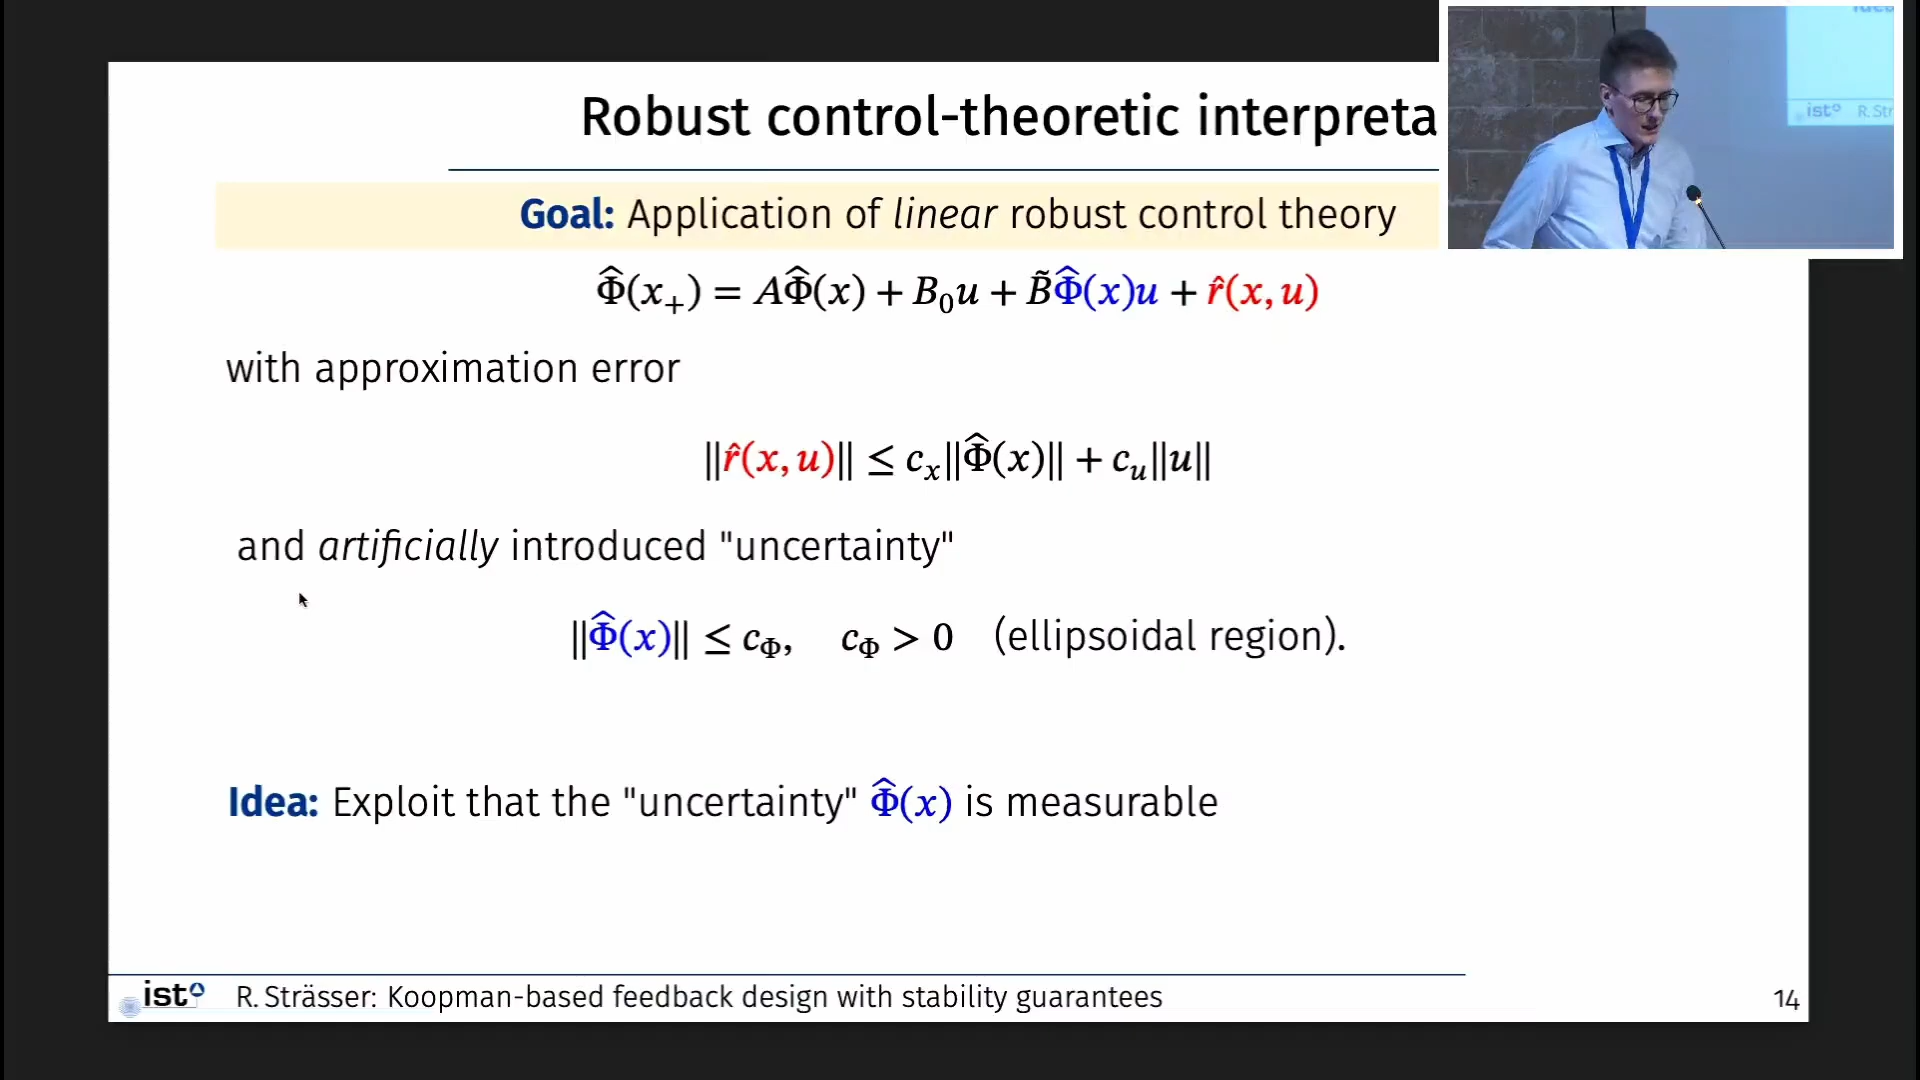 Robust control-theoretic interpreta
Goal: Application of linear robust control theory
Φ̂(x₊) = AΦ̂(x) + B₀u + B̃Φ̂(x)u + r̂(x, u)
with approximation error
‖r̂(x, u)‖ ≤ cₓ‖Φ̂(x)‖ + cᵤ‖u‖
and artificially introduced "uncertainty"
‖Φ̂(x)‖ ≤ c_Φ, c_Φ > 0 (ellipsoidal region).
Idea: Exploit that the "uncertainty" Φ̂(x) is measurable
ist R. Strässer: Koopman-based feedback design with stability guarantees 14
ist R. Str